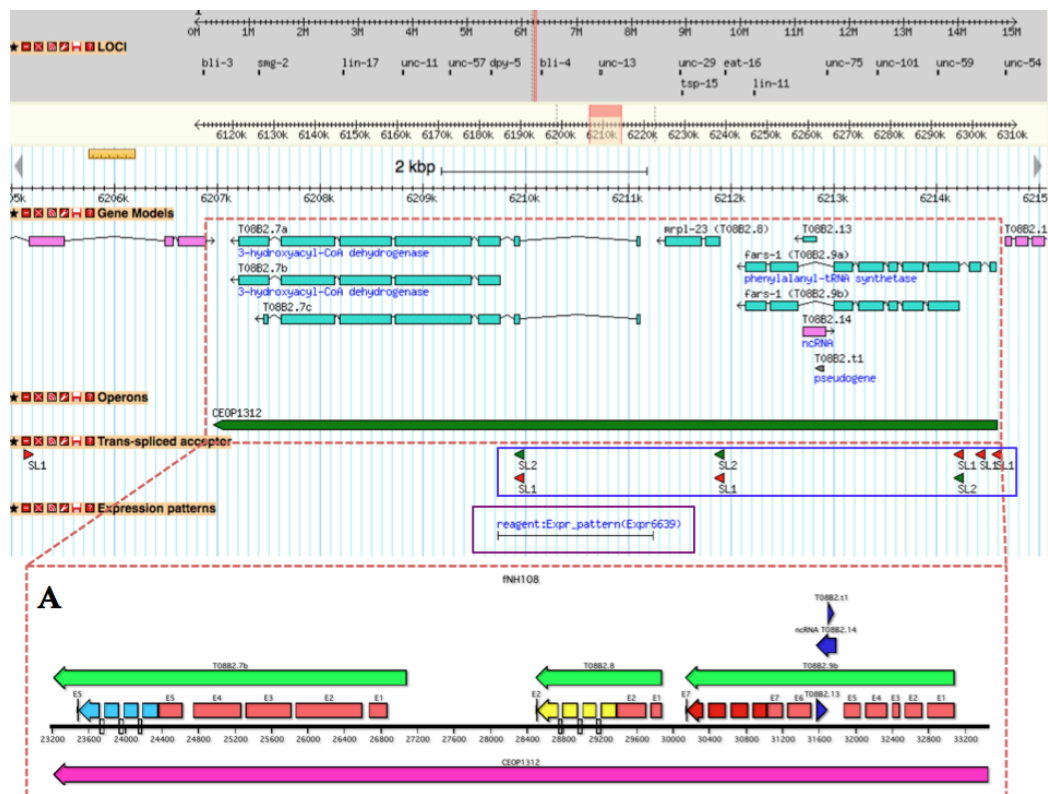 0M 1M 2M 3M 4M 5M 6M 7M 8M 9M 10M 11M 12M 13M 14M 15M
LOCI
bli-3 smg-2 lin-17 unc-11 unc-57 dpy-5 bli-4 unc-13 unc-29 eat-16 unc-75 unc-101 unc-59 unc-54
tsp-15 lin-11
6120k 6130k 6140k 6150k 6160k 6170k 6180k 6190k 6200k 6210k 6220k 6230k 6240k 6250k 6260k 6270k 6280k 6290k 6300k 6310k
2 kbp
05k 6206k 6207k 6208k 6209k 6210k 6211k 6212k 6213k 6214k 6215
Gene Models
T08B2.7a mrpl-23 (T08B2.8) T08B2.13 T08B2.1
3-hydroxyacyl-CoA dehydrogenase fars-1 (T08B2.9a)
T08B2.7b phenylalanyl-tRNA synthetase
3-hydroxyacyl-CoA dehydrogenase fars-1 (T08B2.9b)
T08B2.7c T08B2.14
ncRNA
T08B2.t1
pseudogene
Operons
CEOP1312
Trans-spliced acceptor
SL1 SL2 SL2 SL1 SL1 SL1
SL1 SL1 SL2
Expression patterns
reagent:Expr_pattern(Expr6639)
fNH108
A
T08B2.t1
ncRNA T08B2.14
T08B2.7b T08B2.8 T08B2.9b
E5 E5 E4 E3 E2 E1 E2 E2 E1 E7 E7 E6 T08B2.13 E5 E4 E3 E2 E1
23200 23600 24000 24400 24800 25200 25600 26000 26400 26800 27200 27600 28000 28400 28800 29200 29600 30000 30400 30800 31200 31600 32000 32400 32800 33200
CEOP1312